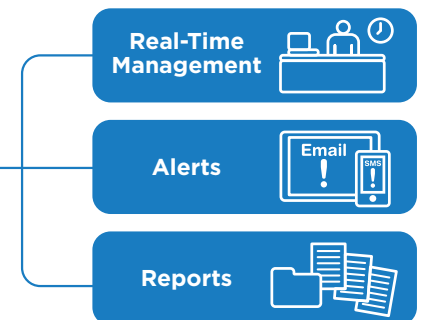 Real-Time
Management
Alerts
Email
!
SMS
!
Reports